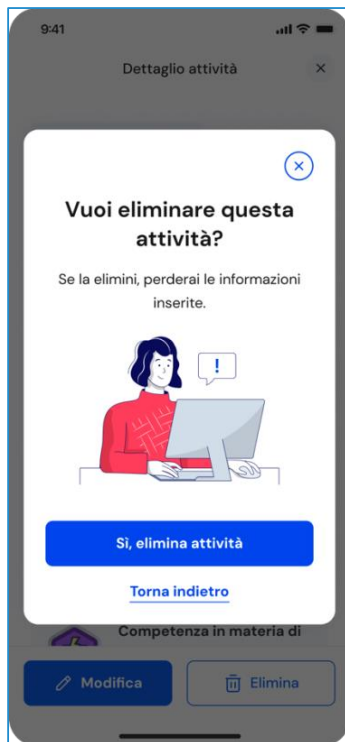 9:41
Dettaglio attività
Vuoi eliminare questa
attività?
Se la elimini, perderai le informazioni
inserite.
!
Sì, elimina attività
Torna indietro
Competenza in materia di
Modifica
Elimina